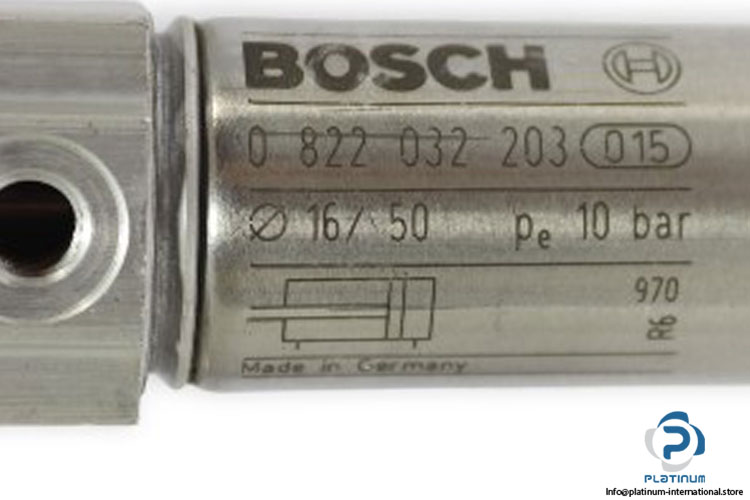 BOSCH
0 822 032 203 015
Ø 16/ 50 pe 10 bar
970
R6
Made in Germany
PLATINUM
Info@platinum-international.store